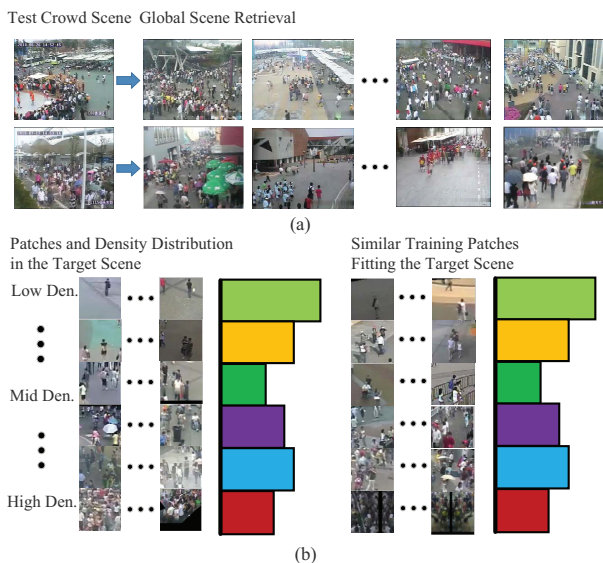 Test Crowd Scene Global Scene Retrieval
(a)
Patches and Density Distribution
in the Target Scene
Similar Training Patches
Fitting the Target Scene
Low Den.
Mid Den.
High Den.
(b)